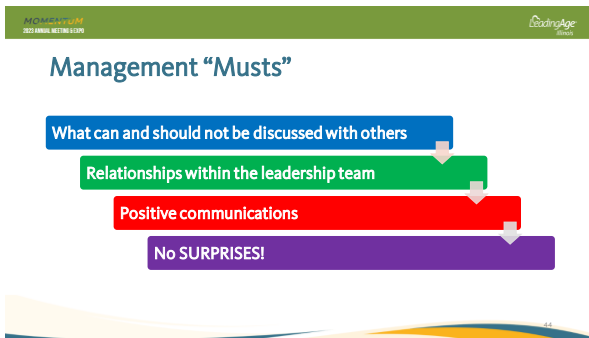 MOMENTUM
2023 ANNUAL MEETING & EXPO
LeadingAge
Illinois
Management “Musts”
What can and should not be discussed with others
Relationships within the leadership team
Positive communications
No SURPRISES!
44